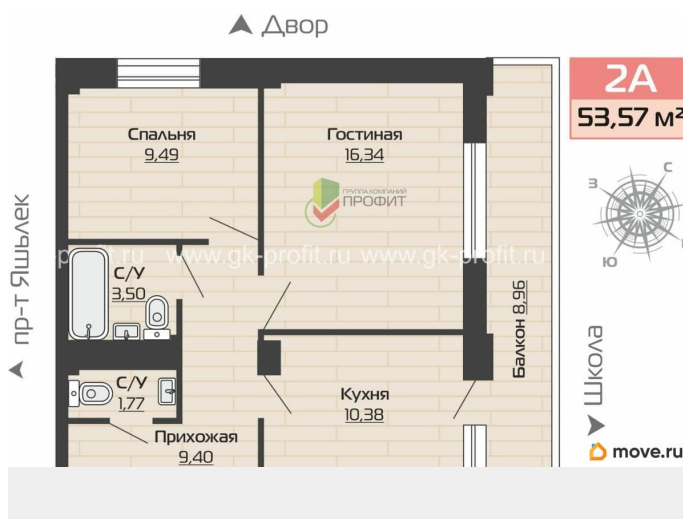 Двор
2А
53,57 м²
Спальня
9,49
Гостиная
16,34
ГРУППА КОМПАНИЙ
ПРОФИТ
С
З
Ю
пр-т Яшьлек
profit.ru www.gk-profit.ru www.gk-profit.ru
С/У
3,50
Балкон 8,96
Школа
С/У
1,77
Кухня
10,38
Прихожая
9,40
move.ru